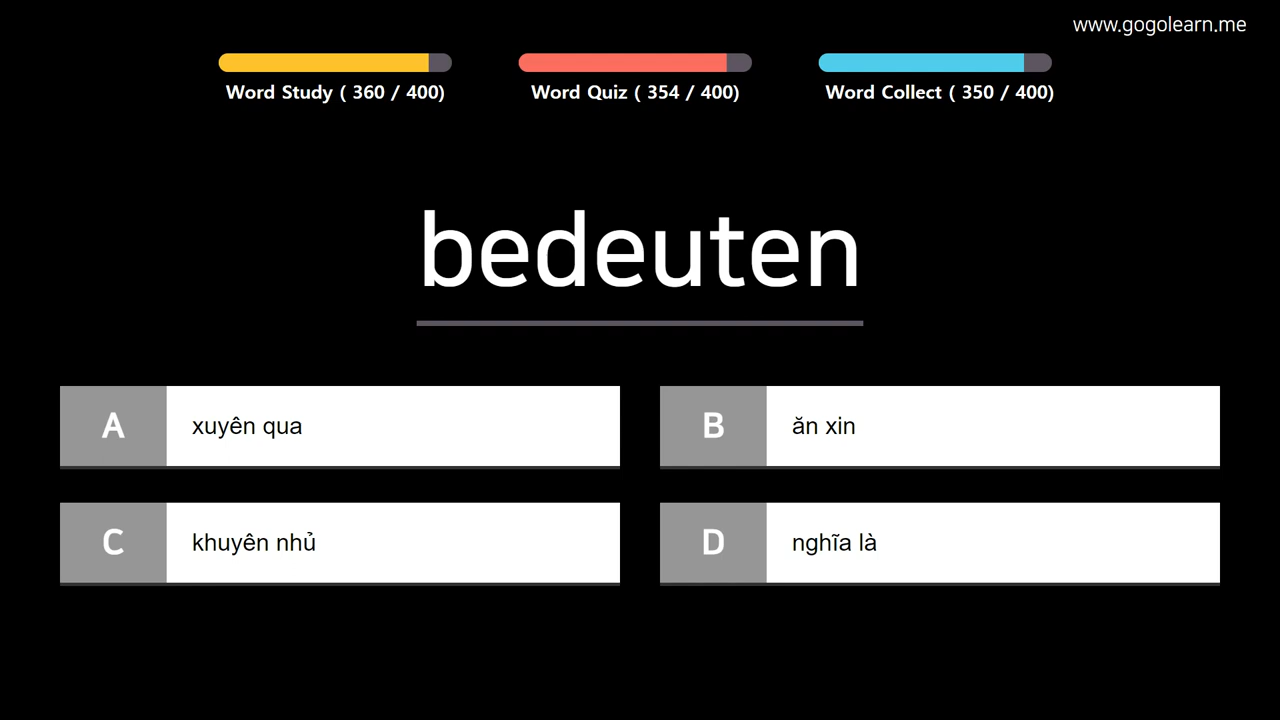 www.gogolearn.me
Word Study ( 360 / 400)
Word Quiz ( 354 / 400)
Word Collect ( 350 / 400)
bedeuten
A xuyên qua
B ăn xin
C khuyên nhủ
D nghĩa là